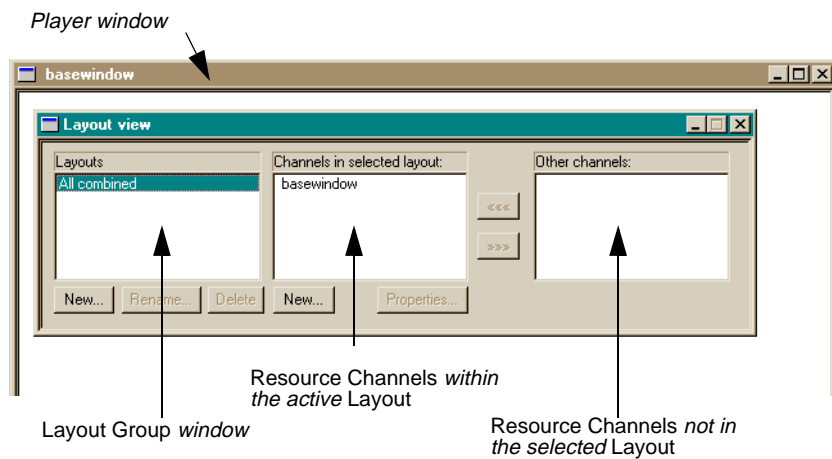 Player window
basewindow
Layout view
Layouts
Channels in selected layout:
Other channels:
All combined
basewindow
<<<
>>>
New...
Rename...
Delete
New...
Properties...
Resource Channels within
the active Layout
Layout Group window
Resource Channels not in
the selected Layout